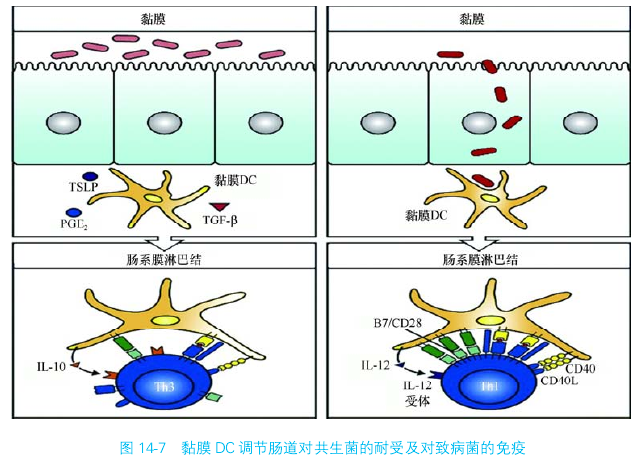 黏膜
TSLP
PGE₂
黏膜DC
TGF-β
肠系膜淋巴结
IL-10
Th3
黏膜
黏膜DC
肠系膜淋巴结
B7/CD28
IL-12
IL-12
受体
Th1
CD40
CD40L
图 14-7 黏膜 DC 调节肠道对共生菌的耐受及对致病菌的免疫